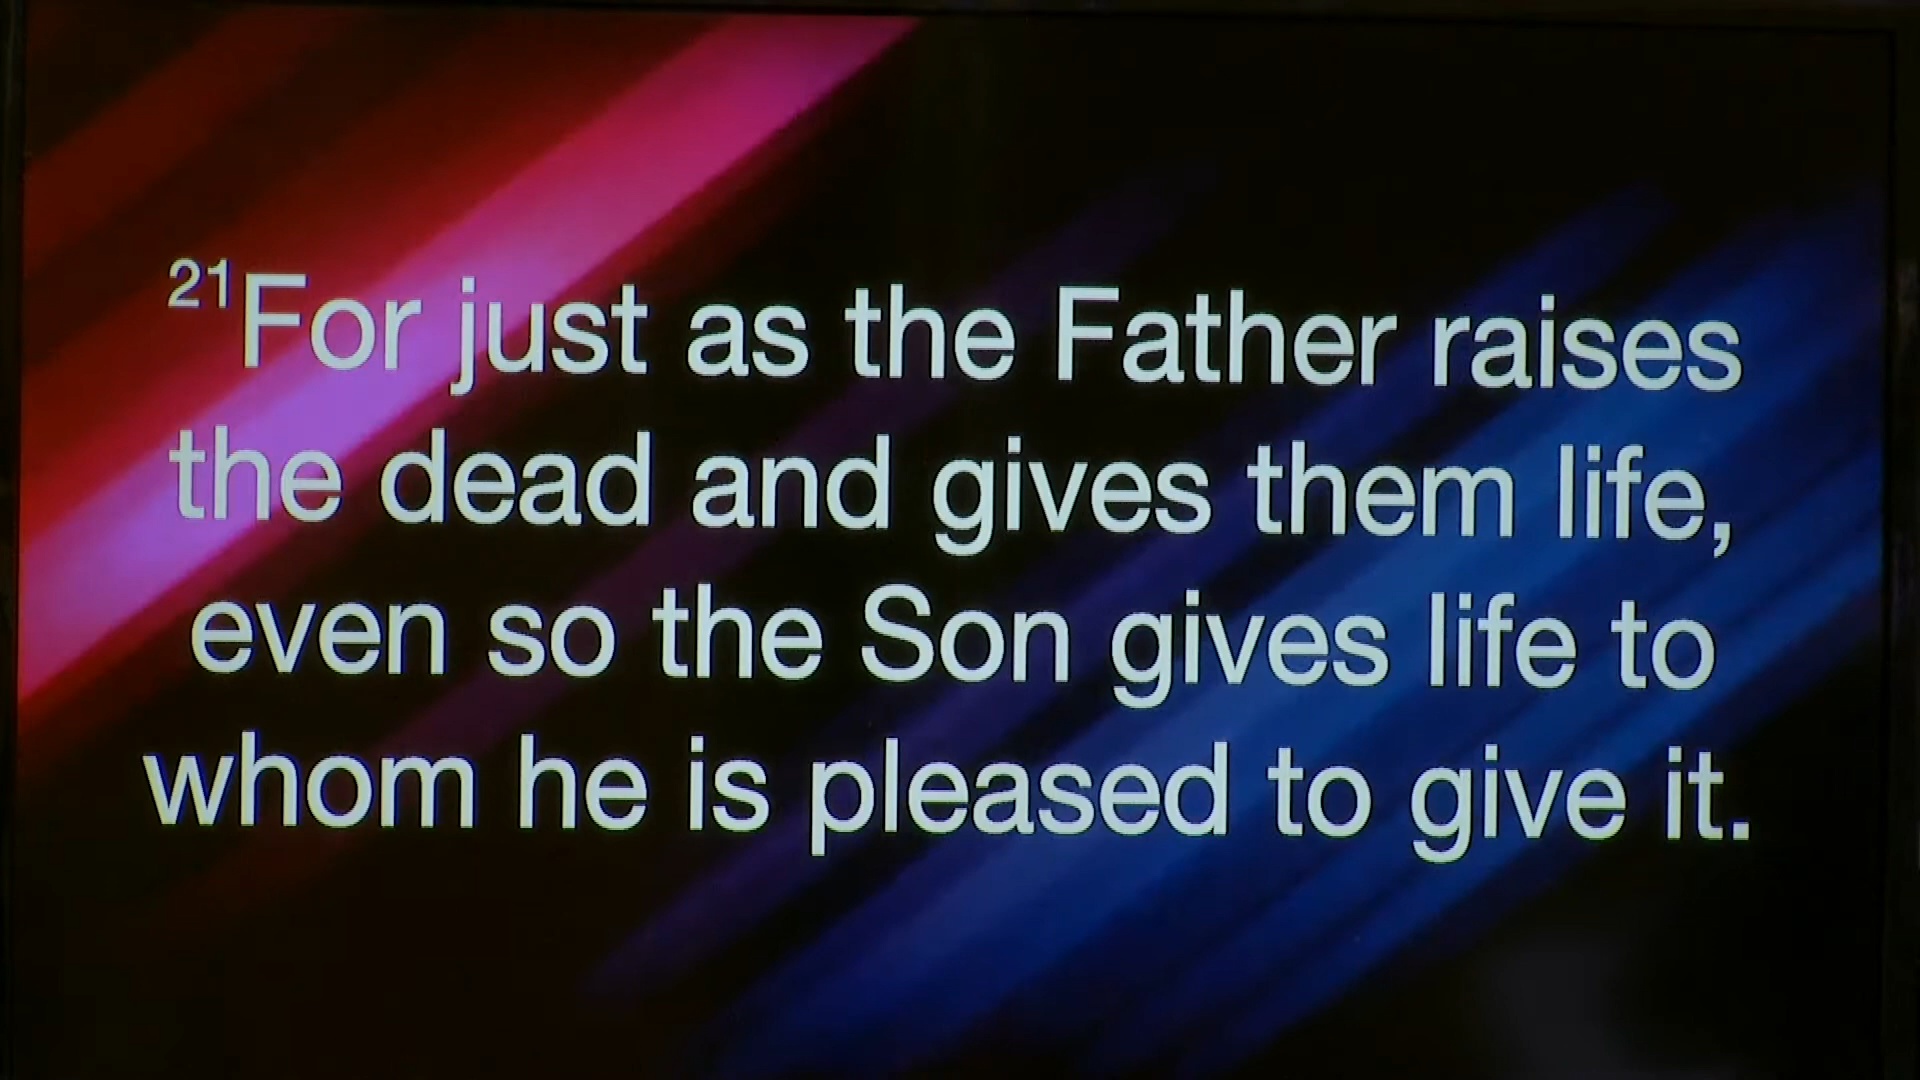 21For just as the Father raises
the dead and gives them life,
even so the Son gives life to
whom he is pleased to give it.